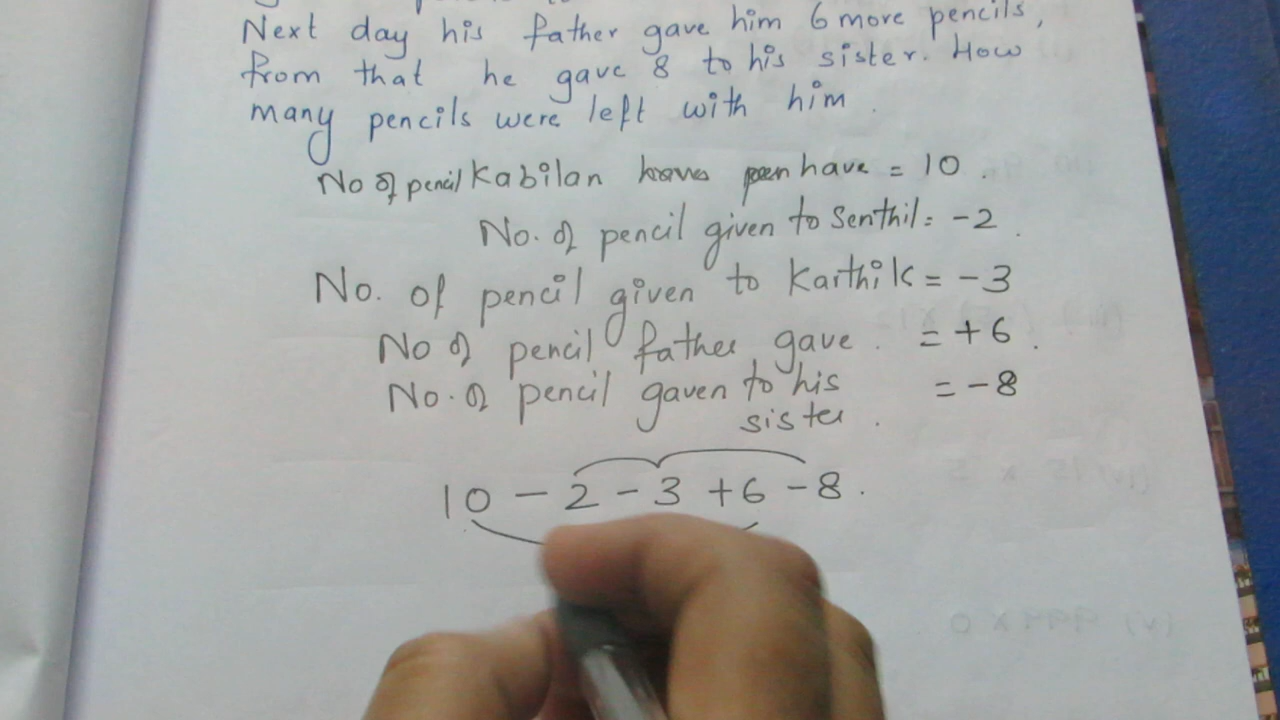 Next day his father gave him 6 more pencils,
from that he gave 8 to his sister. How
many pencils were left with him.
No of pencil Kabilan have = 10.
No. of pencil given to Senthil = -2.
No. of pencil given to Karthik = -3
No of pencil father gave. = +6.
No. of pencil gaven to his = -8
sister.
10 - 2 - 3 + 6 - 8.